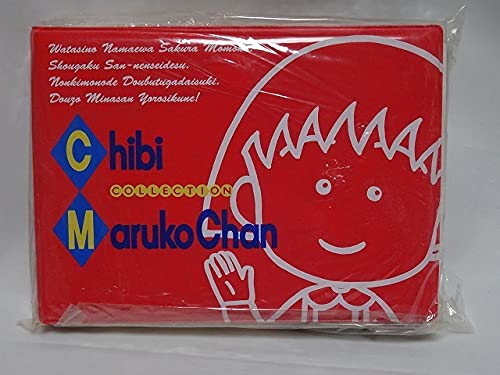 Watasino Namaewa Sakura Momoko
Shougaku San-nenseidesu.
Nonkimonode Doubutugadaisuki.
Douzo Minasan Yorosikune!
Chibi
COLLECTION
Maruko Chan